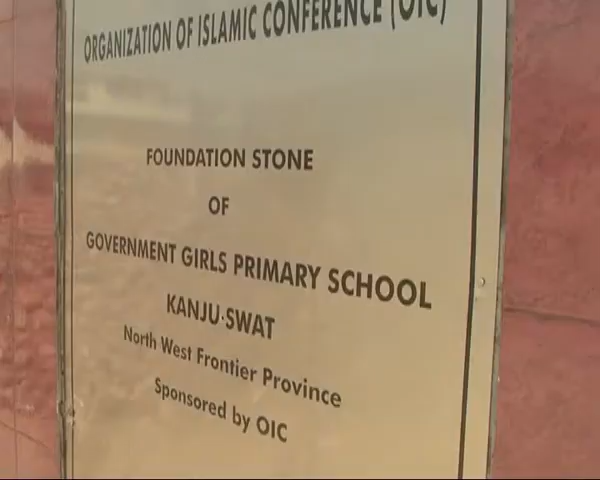 ORGANIZATION OF ISLAMIC CONFERENCE (OIC)
FOUNDATION STONE
OF
GOVERNMENT GIRLS PRIMARY SCHOOL
KANJU-SWAT
North West Frontier Province
Sponsored by OIC